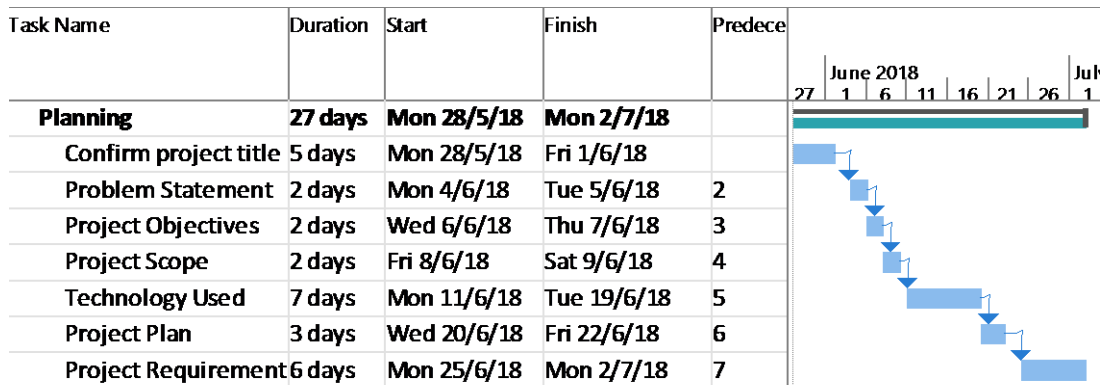 Task Name Duration Start Finish Predece
June 2018 July
27 1 6 11 16 21 26 1
Planning 27 days Mon 28/5/18 Mon 2/7/18
Confirm project title 5 days Mon 28/5/18 Fri 1/6/18
Problem Statement 2 days Mon 4/6/18 Tue 5/6/18 2
Project Objectives 2 days Wed 6/6/18 Thu 7/6/18 3
Project Scope 2 days Fri 8/6/18 Sat 9/6/18 4
Technology Used 7 days Mon 11/6/18 Tue 19/6/18 5
Project Plan 3 days Wed 20/6/18 Fri 22/6/18 6
Project Requirement 6 days Mon 25/6/18 Mon 2/7/18 7